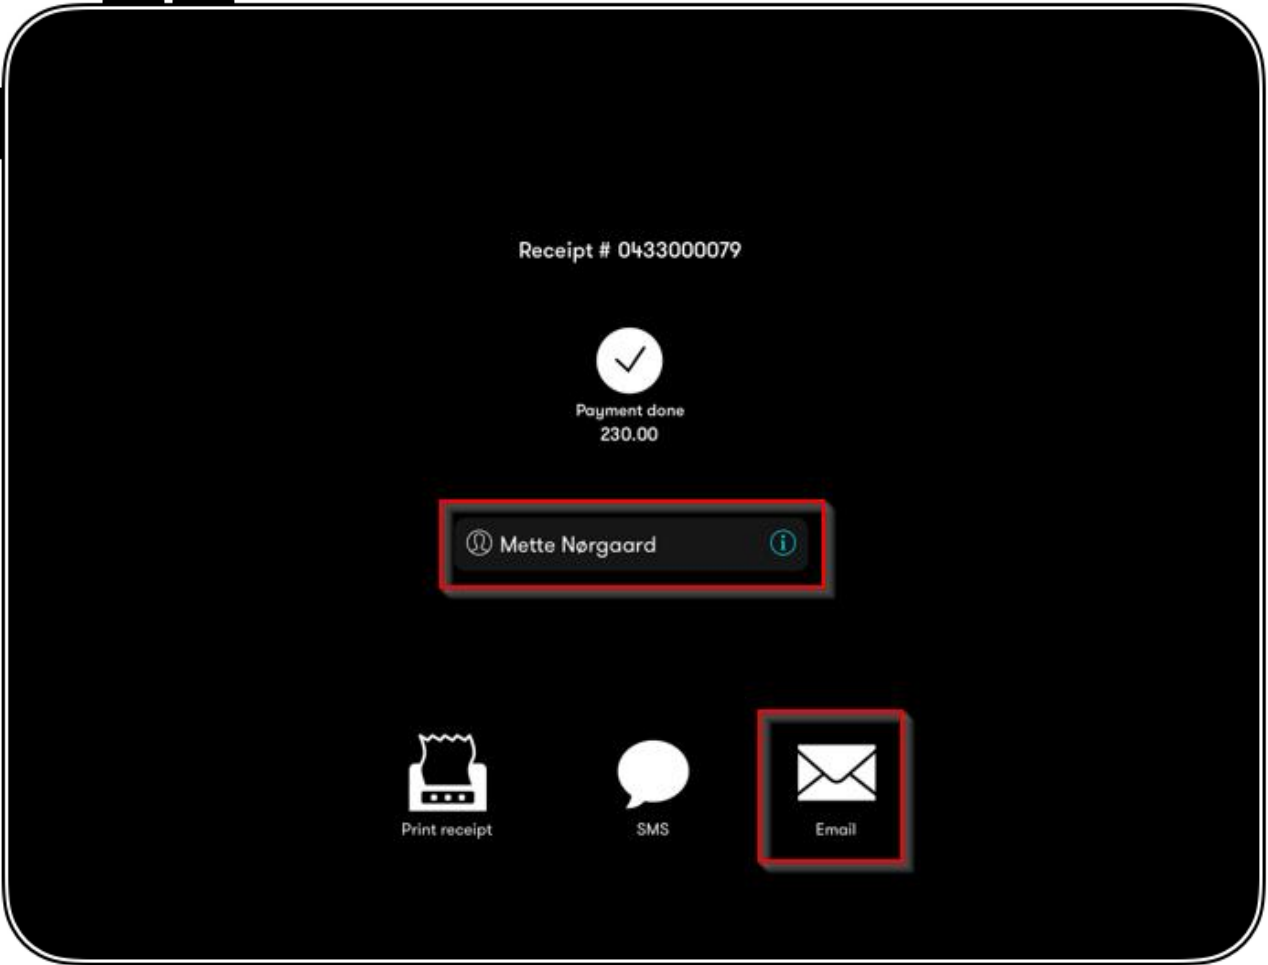 Receipt # 0433000079
Payment done
230.00
Mette Nørgaard
Print receipt
SMS
Email